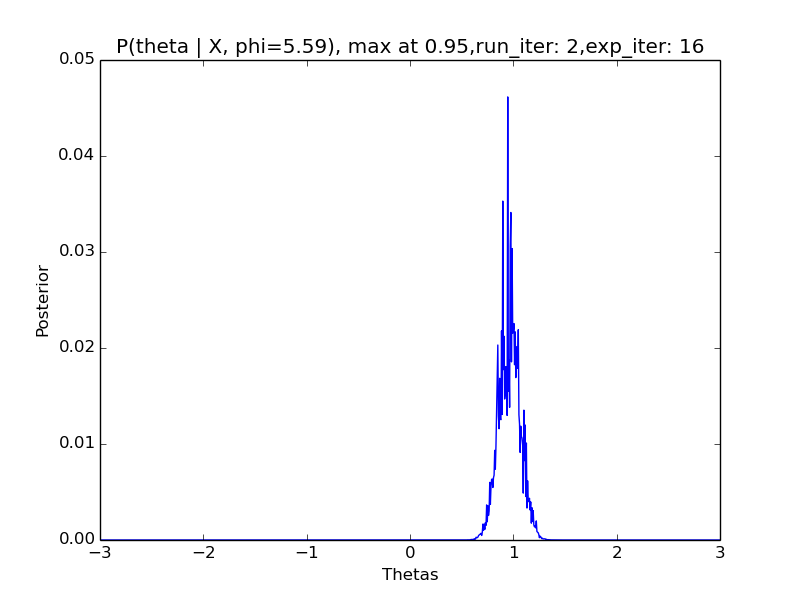 P(theta | X, phi=5.59), max at 0.95,run_iter: 2,exp_iter: 16
0.05
0.04
0.03
0.02
0.01
0.00
Posterior
−3 −2 −1 0 1 2 3
Thetas